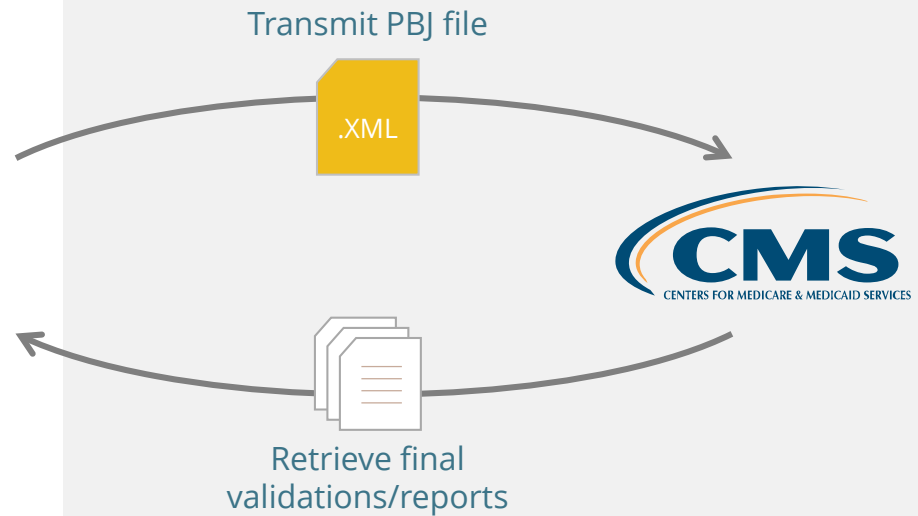 Transmit PBJ file
.XML
CMS
CENTERS FOR MEDICARE & MEDICAID SERVICES
Retrieve final
validations/reports